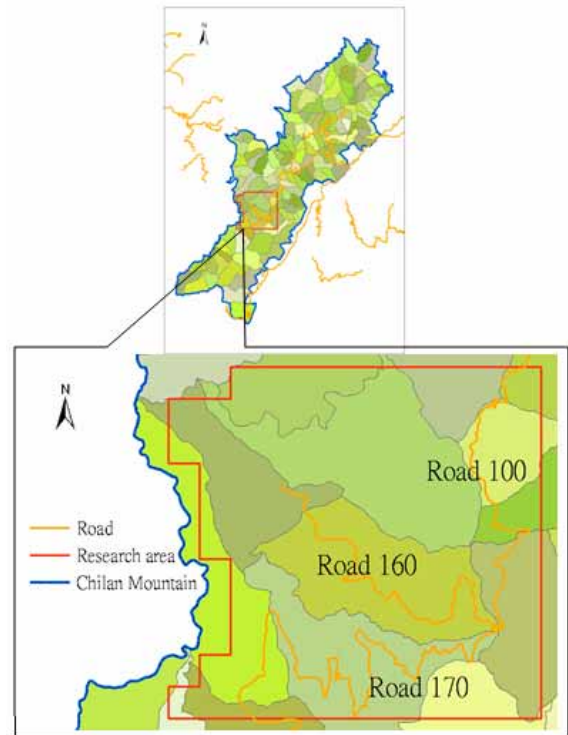 N
N
Road 100
Road
Research area
Chilan Mountain
Road 160
Road 170